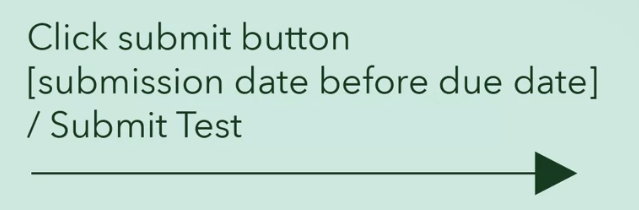 Click submit button
[submission date before due date]
/ Submit Test